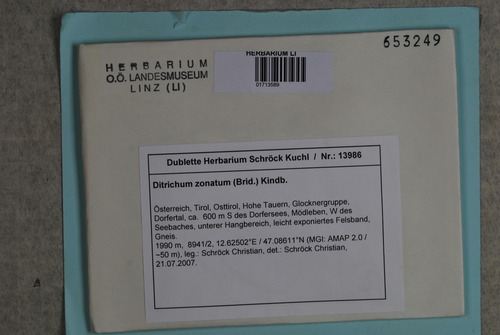 653249
HERBARIUM
O.Ö. LANDESMUSEUM
LINZ (LI)
HERBARIUM LI
01713589
Dublette Herbarium Schröck Kuchl / Nr.: 13986
Ditrichum zonatum (Brid.) Kindb.
Österreich, Tirol, Osttirol, Hohe Tauern, Glocknergruppe,
Dorfertal, ca. 600 m S des Dorfersees, Mödleben, W des
Seebaches, unterer Hangbereich, leicht exponiertes Felsband,
Gneis.
1990 m, 8941/2, 12.62502°E / 47.08611°N (MGI: AMAP 2.0 /
~50 m), leg.: Schröck Christian, det.: Schröck Christian,
21.07.2007.